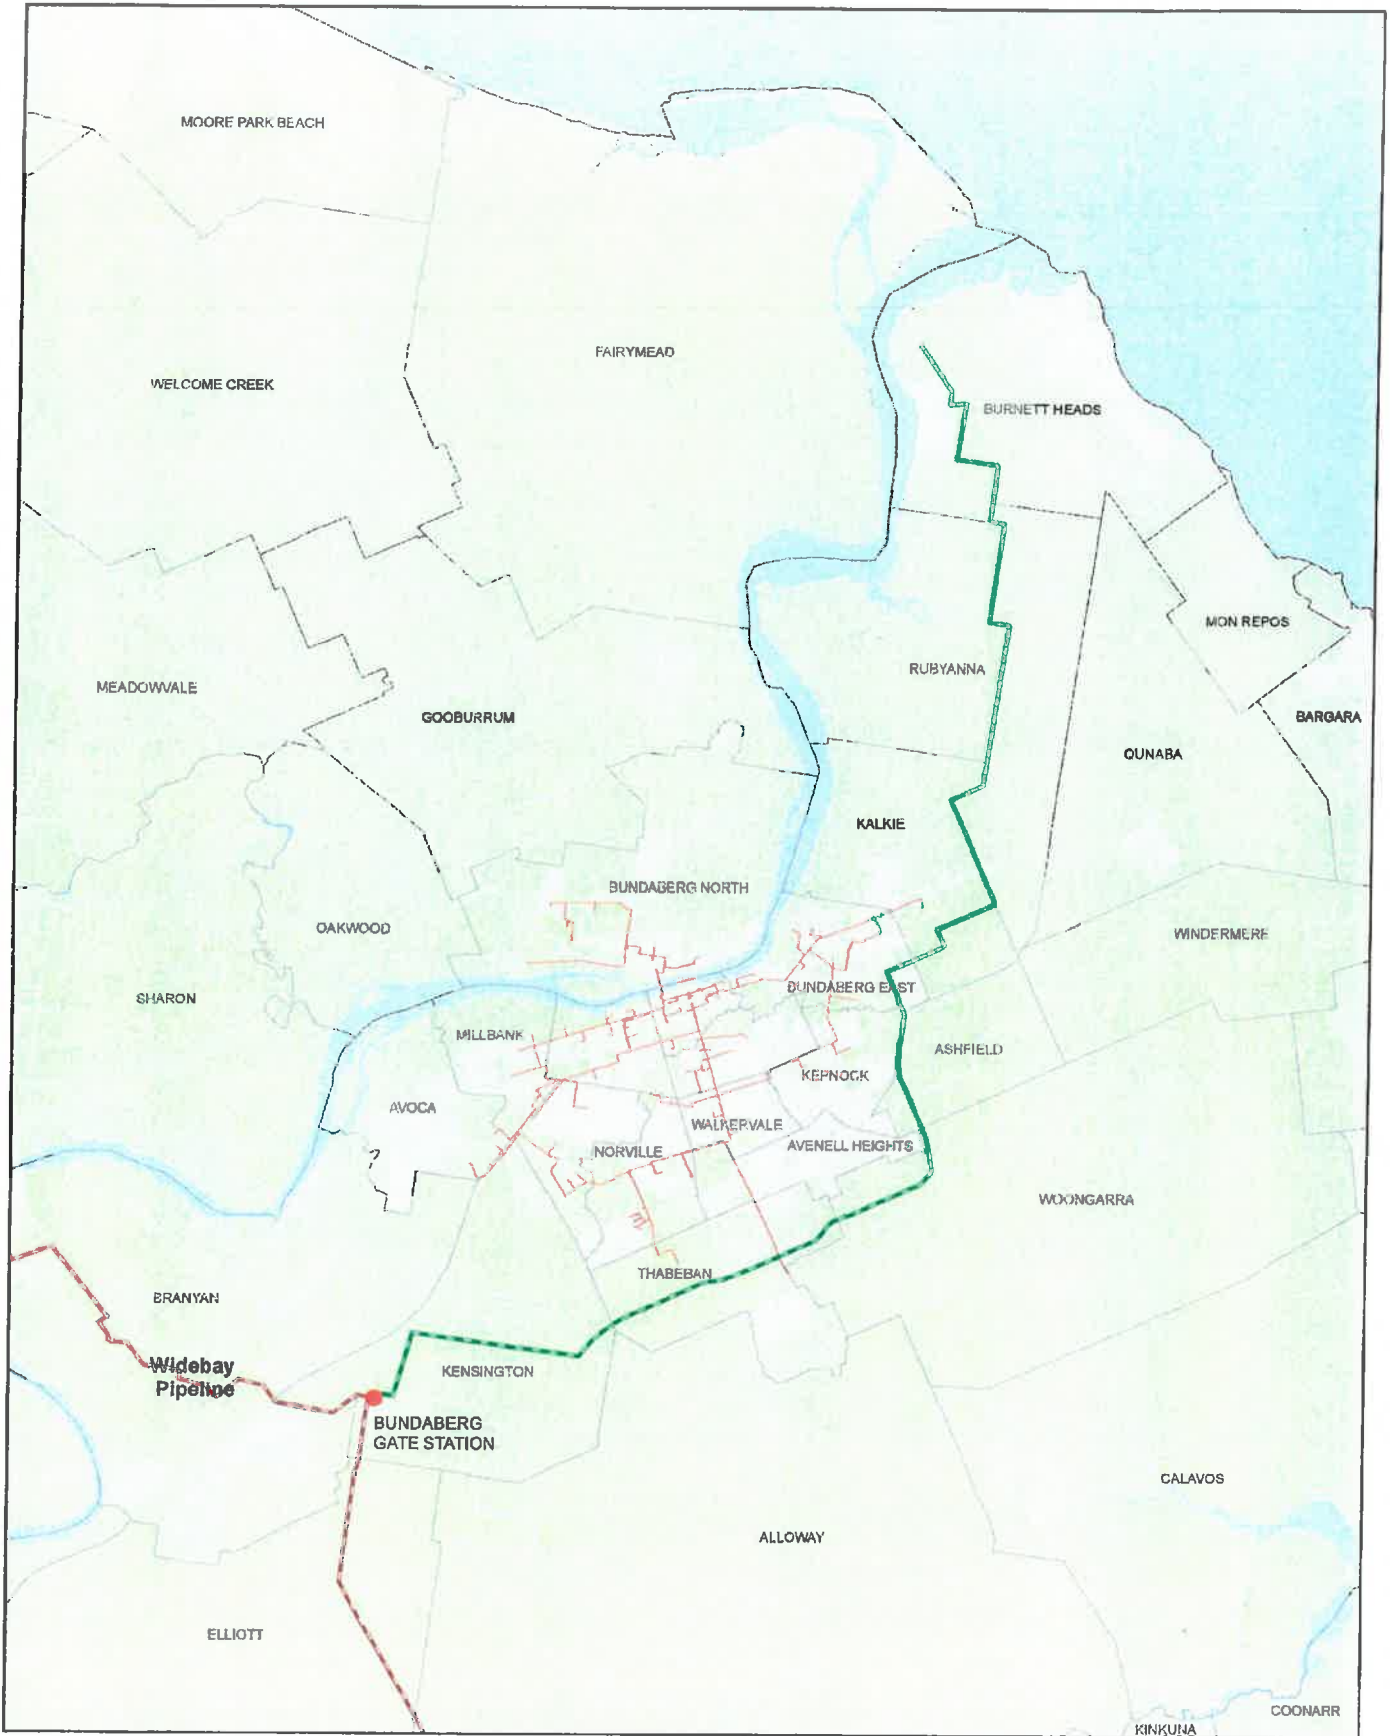 MOORE PARK BEACH
FAIRYMEAD
WELCOME CREEK
BURNETT HEADS
MON REPOS
RUBYANNA
MEADOWVALE
GOOBURRUM
BARGARA
QUNABA
KALKIE
BUNDABERG NORTH
OAKWOOD
WINDERMERE
SHARON
BUNDABERG EAST
MILLBANK
ASHFIELD
KEPNOCK
AVOCA
WALKERVALE
NORVILLE
AVENELL HEIGHTS
WOONGARRA
THABEBAN
BRANYAN
Widebay
Pipeline
KENSINGTON
BUNDABERG
GATE STATION
CALAVOS
ALLOWAY
ELLIOTT
COONARR
KINKUNA